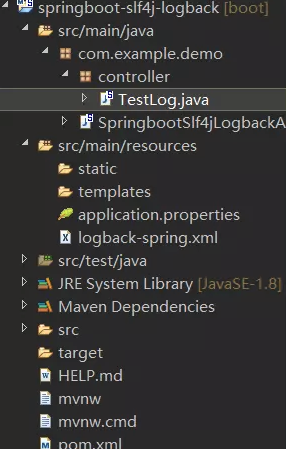 springboot-slf4j-logback [boot]
src/main/java
com.example.demo
controller
TestLog.java
SpringbootSlf4jLogbackA
src/main/resources
static
templates
application.properties
logback-spring.xml
src/test/java
JRE System Library [JavaSE-1.8]
Maven Dependencies
src
target
HELP.md
mvnw
mvnw.cmd
pom.xml